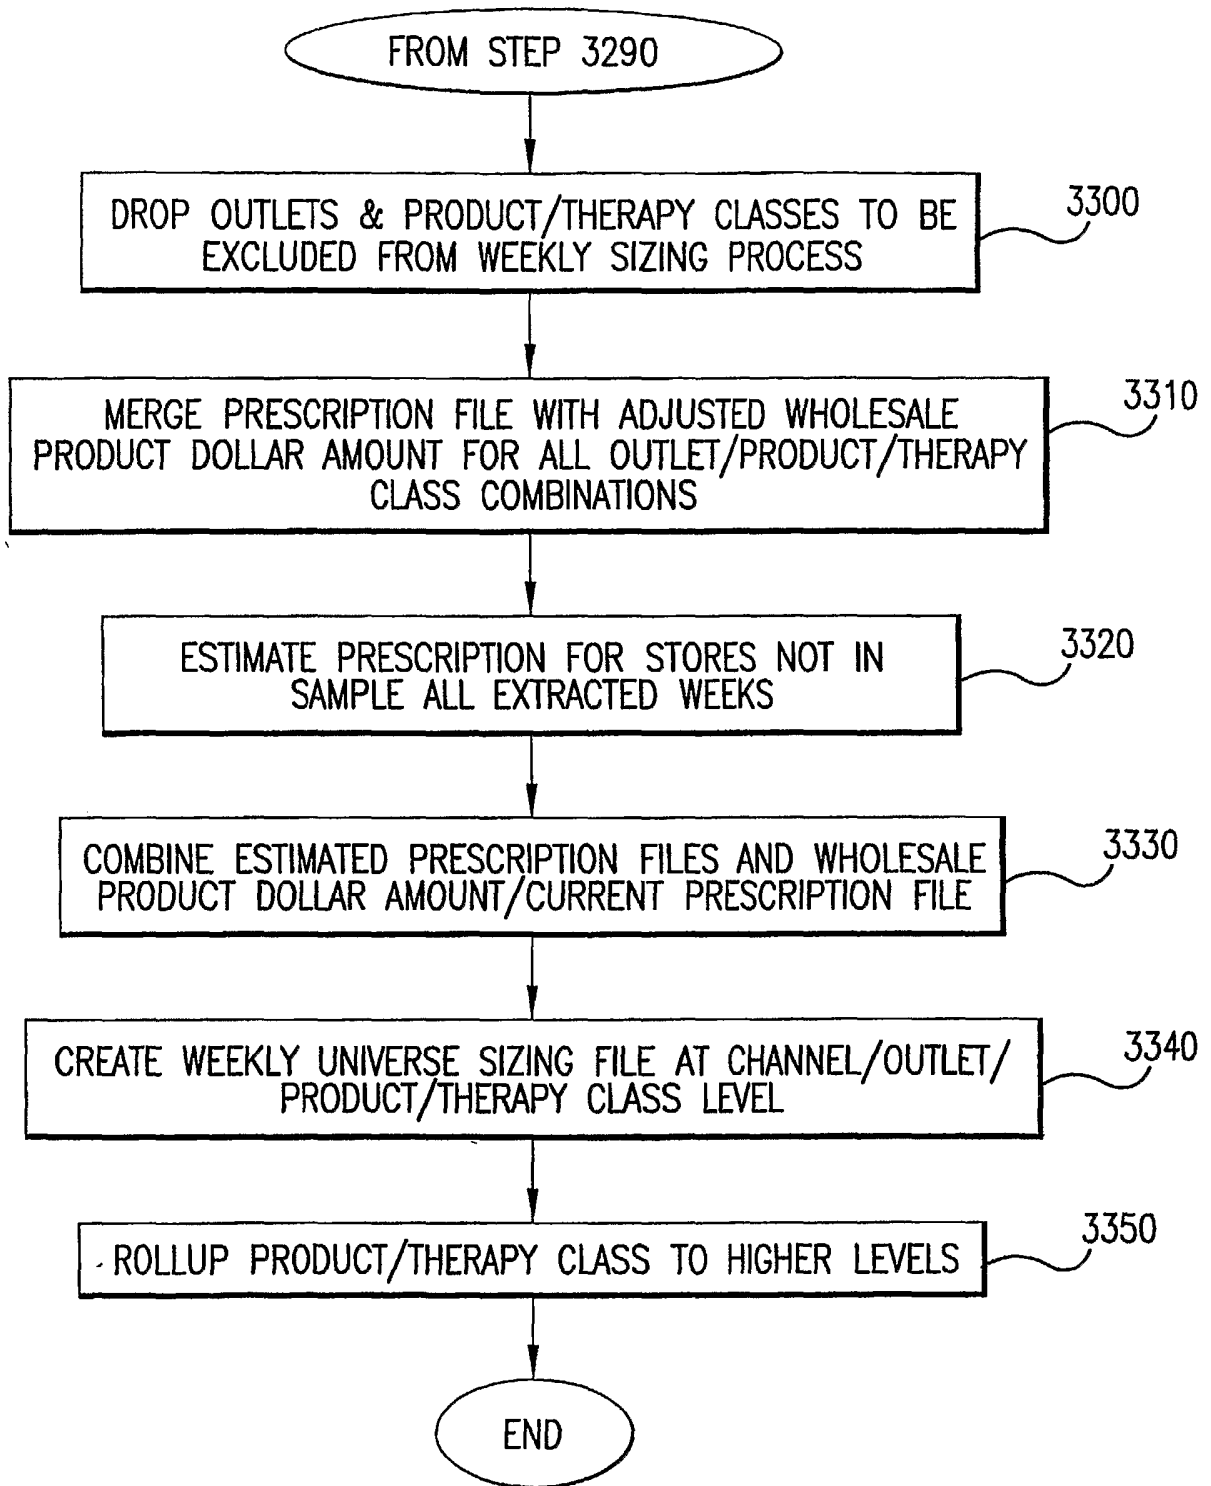 FROM STEP 3290
DROP OUTLETS & PRODUCT/THERAPY CLASSES TO BE
EXCLUDED FROM WEEKLY SIZING PROCESS
3300
MERGE PRESCRIPTION FILE WITH ADJUSTED WHOLESALE
PRODUCT DOLLAR AMOUNT FOR ALL OUTLET/PRODUCT/THERAPY
CLASS COMBINATIONS
3310
ESTIMATE PRESCRIPTION FOR STORES NOT IN
SAMPLE ALL EXTRACTED WEEKS
3320
COMBINE ESTIMATED PRESCRIPTION FILES AND WHOLESALE
PRODUCT DOLLAR AMOUNT/CURRENT PRESCRIPTION FILE
3330
CREATE WEEKLY UNIVERSE SIZING FILE AT CHANNEL/OUTLET/
PRODUCT/THERAPY CLASS LEVEL
3340
ROLLUP PRODUCT/THERAPY CLASS TO HIGHER LEVELS
3350
END